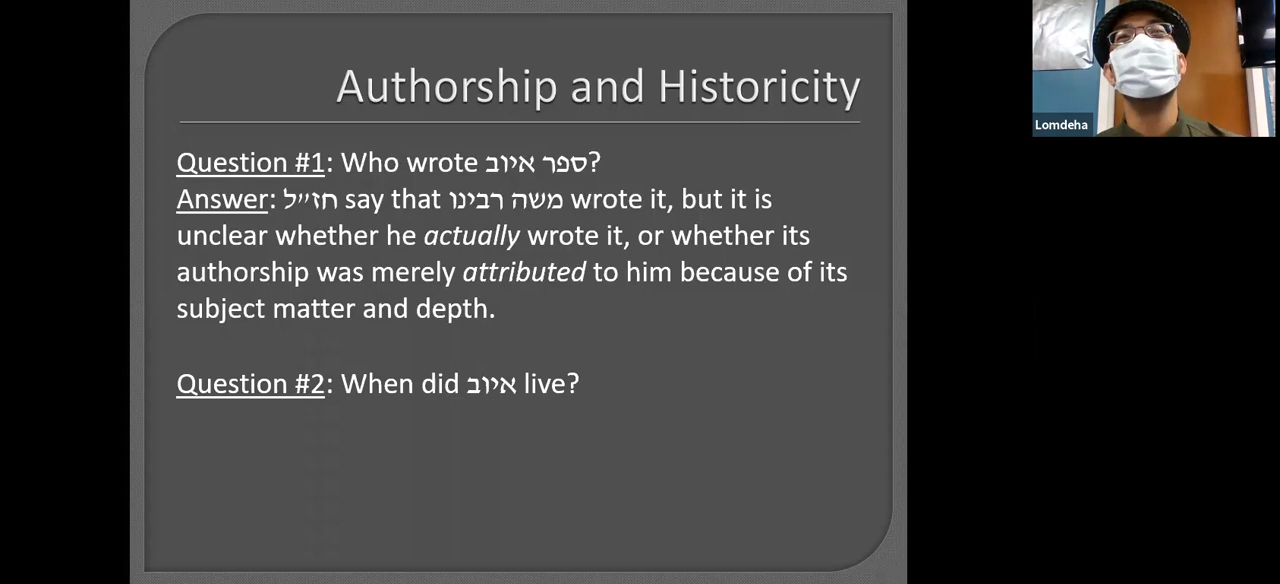 Authorship and Historicity
Question #1: Who wrote ספר איוב?
Answer: חז״ל say that משה רבינו wrote it, but it is
unclear whether he actually wrote it, or whether its
authorship was merely attributed to him because of its
subject matter and depth.
Question #2: When did איוב live?
Lomdeha